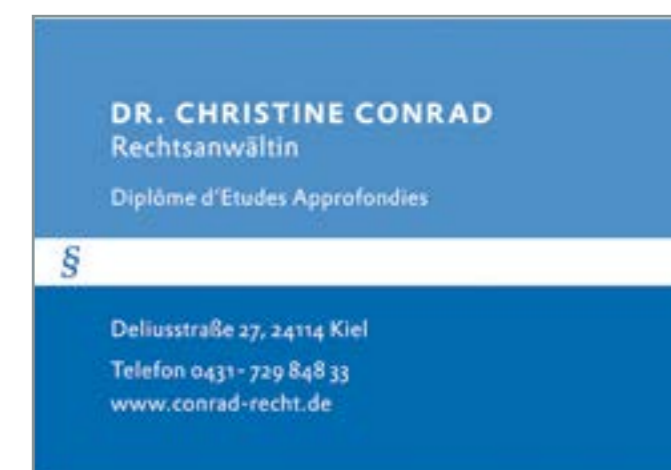 DR. CHRISTINE CONRAD
Rechtsanwältin
Diplôme d'Etudes Approfondies
§
Deliusstraße 27, 24114 Kiel
Telefon 0431 - 729 848 33
www.conrad-recht.de